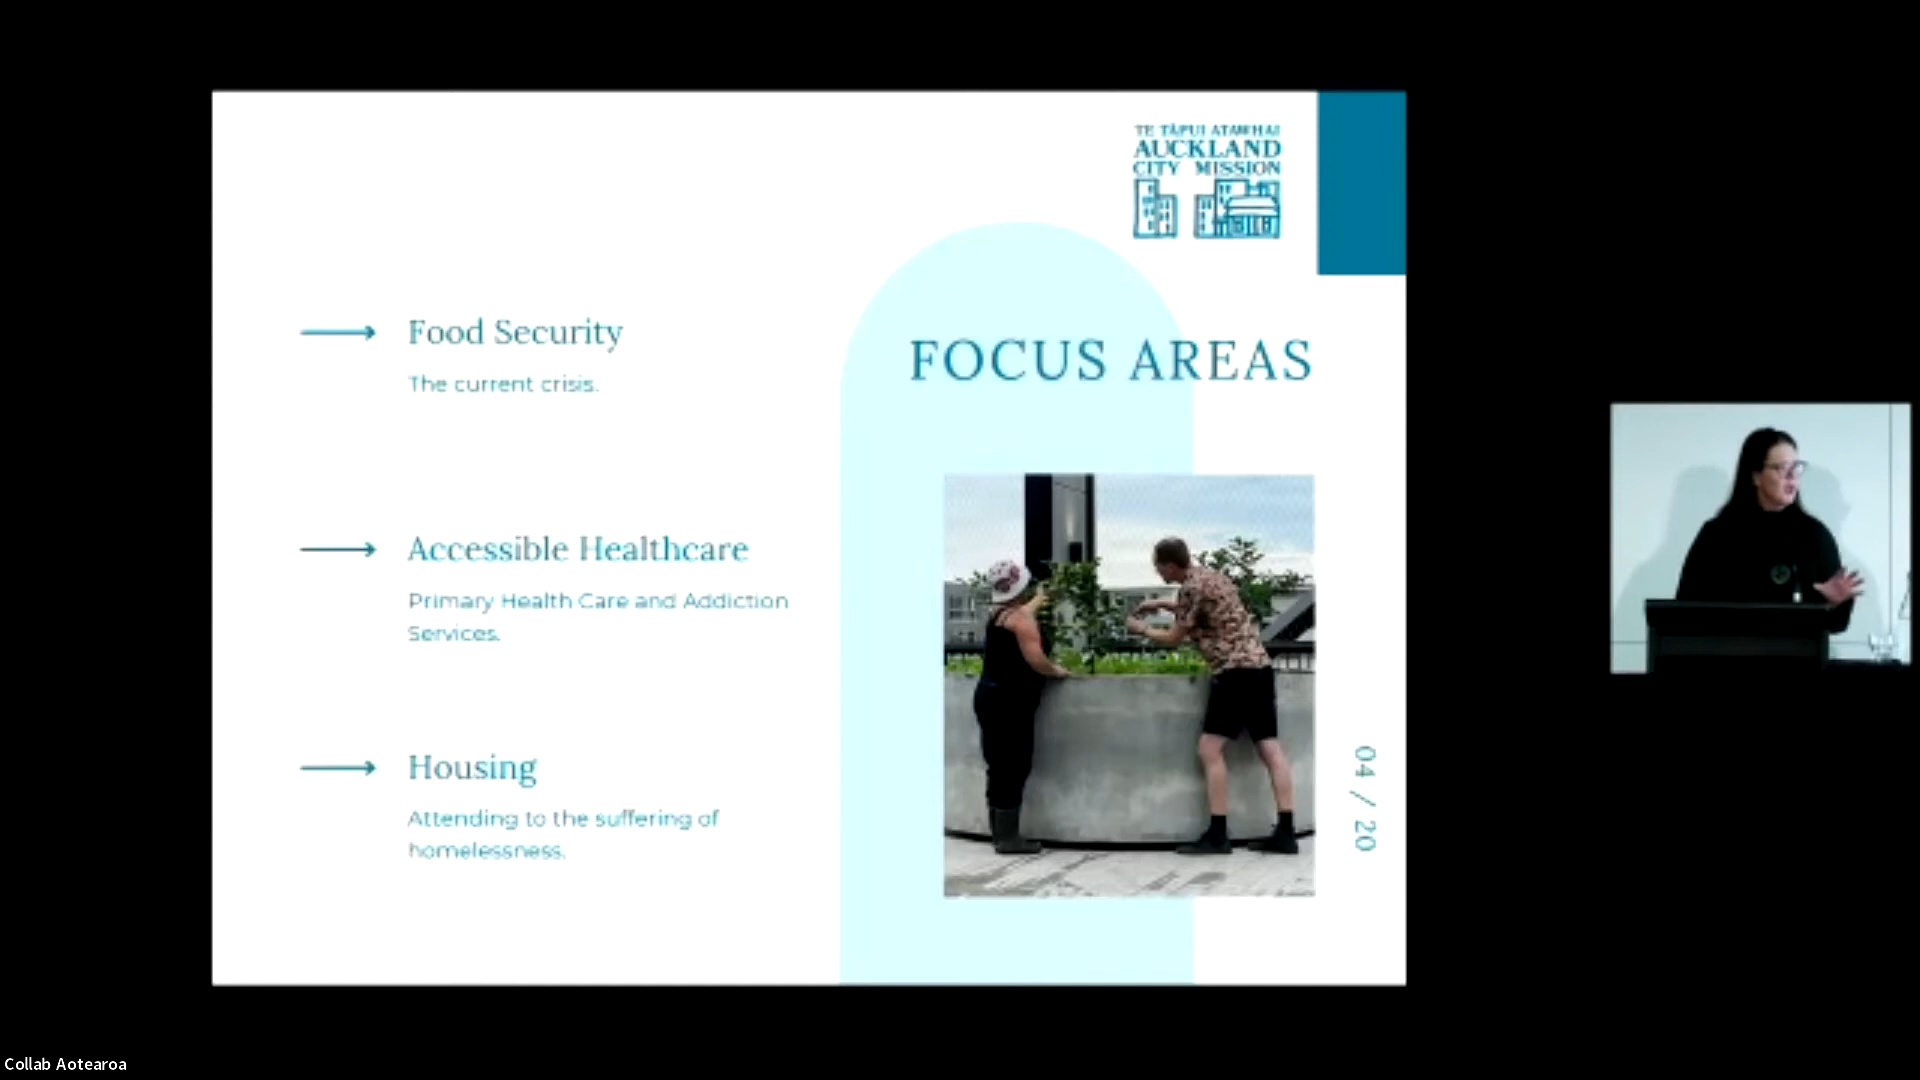 TE TĀPUI ATAWHAI
AUCKLAND
CITY MISSION
FOCUS AREAS
Food Security
The current crisis.
Accessible Healthcare
Primary Health Care and Addiction
Services.
Housing
Attending to the suffering of
homelessness.
04 / 20
Collab Aotearoa